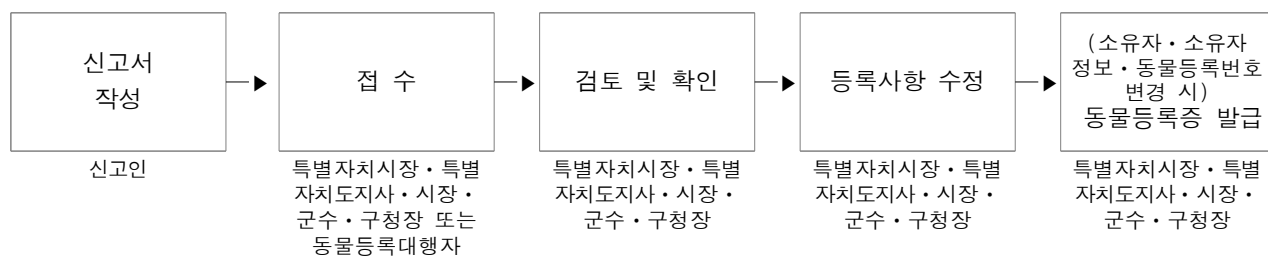 신고서
작성
접 수
검토 및 확인
등록사항 수정
(소유자・소유자
정보・동물등록번호
변경 시)
동물등록증 발급
신고인
특별자치시장・특별
자치도지사・시장・
군수・구청장 또는
동물등록대행자
특별자치시장・특별
자치도지사・시장・
군수・구청장
특별자치시장・특별
자치도지사・시장・
군수・구청장
특별자치시장・특별
자치도지사・시장・
군수・구청장